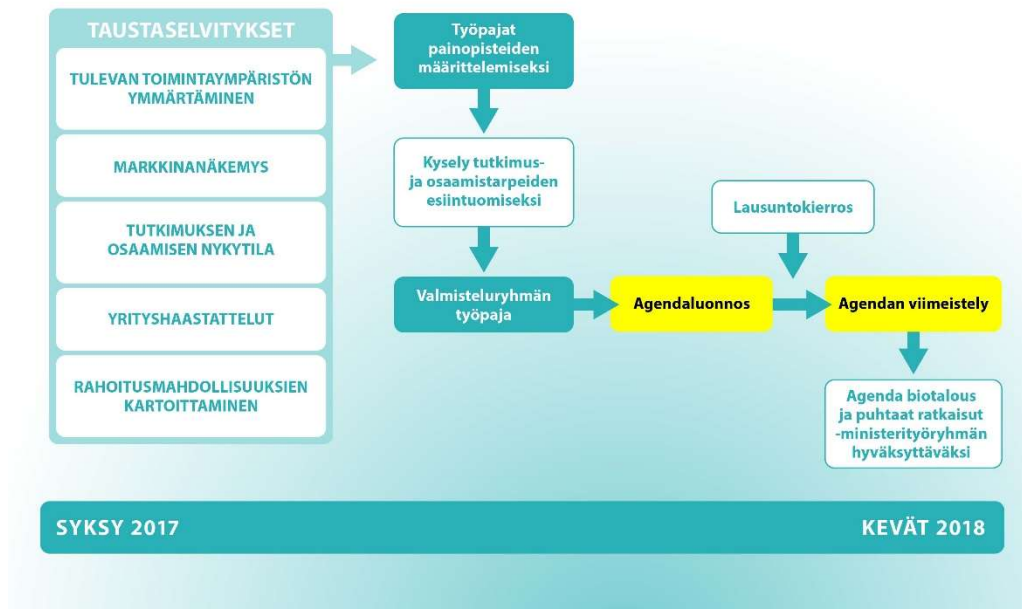 TAUSTASELVITYKSET
TULEVAN TOIMINTAYMPÄRISTÖN
YMMÄRTÄMINEN
MARKKINANÄKEMYS
TUTKIMUKSEN JA
OSAAMISEN NYKYTILA
YRITYSHAASTATTELUT
RAHOITUSMAHDOLLISUUKSIEN
KARTOITTAMINEN
Työpajat
painopisteiden
määrittelemiseksi
Kysely tutkimus-
ja osaamistarpeiden
esiintuomiseksi
Valmisteluryhmän
työpaja
Agendaluonnos
Lausuntokierros
Agendan viimeistely
Agenda biotalous
ja puhtaat ratkaisut
-ministerityöryhmän
hyväksyttäväksi
SYKSY 2017
KEVÄT 2018